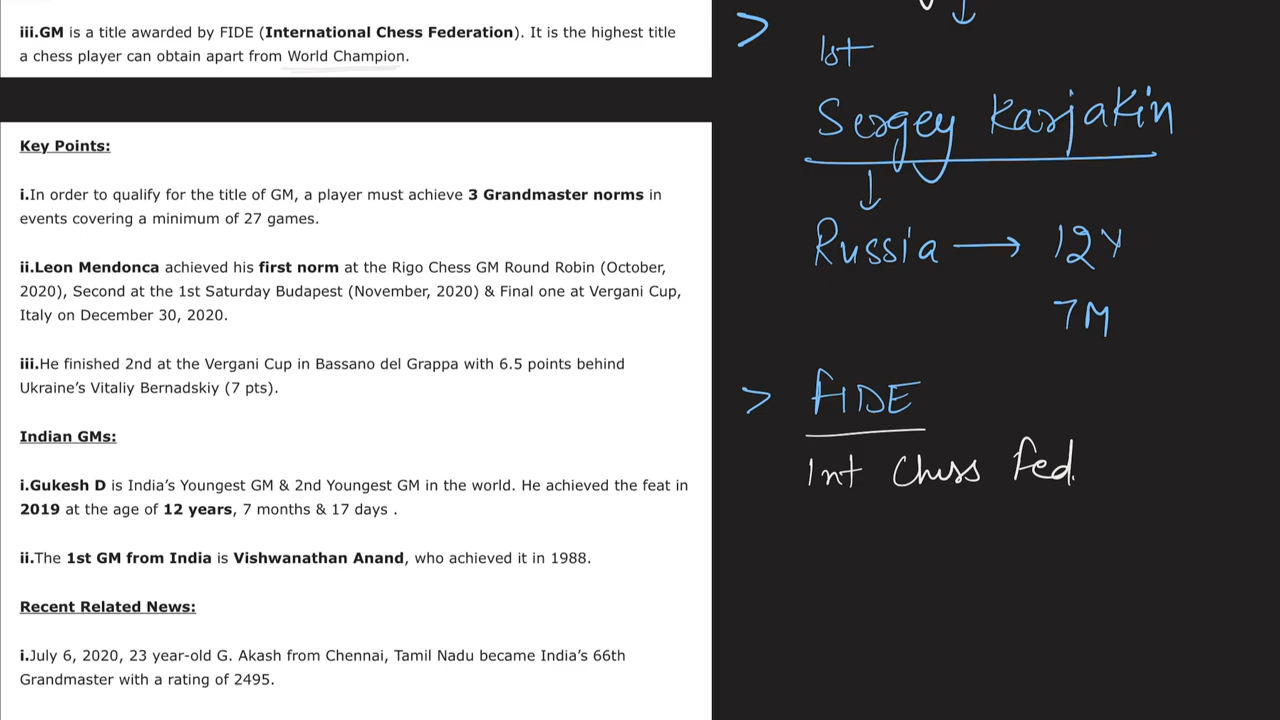 iii.GM is a title awarded by FIDE (International Chess Federation). It is the highest title
a chess player can obtain apart from World Champion.
Key Points:
i.In order to qualify for the title of GM, a player must achieve 3 Grandmaster norms in
events covering a minimum of 27 games.
ii.Leon Mendonca achieved his first norm at the Rigo Chess GM Round Robin (October,
2020), Second at the 1st Saturday Budapest (November, 2020) & Final one at Vergani Cup,
Italy on December 30, 2020.
iii.He finished 2nd at the Vergani Cup in Bassano del Grappa with 6.5 points behind
Ukraine’s Vitaliy Bernadskiy (7 pts).
Indian GMs:
i.Gukesh D is India’s Youngest GM & 2nd Youngest GM in the world. He achieved the feat in
2019 at the age of 12 years, 7 months & 17 days .
ii.The 1st GM from India is Vishwanathan Anand, who achieved it in 1988.
Recent Related News:
i.July 6, 2020, 23 year-old G. Akash from Chennai, Tamil Nadu became India’s 66th
Grandmaster with a rating of 2495.
> 1st
Sergey Karjakin
↓
Russia → 12Y
7M
> FIDE
Int Chess Fed.